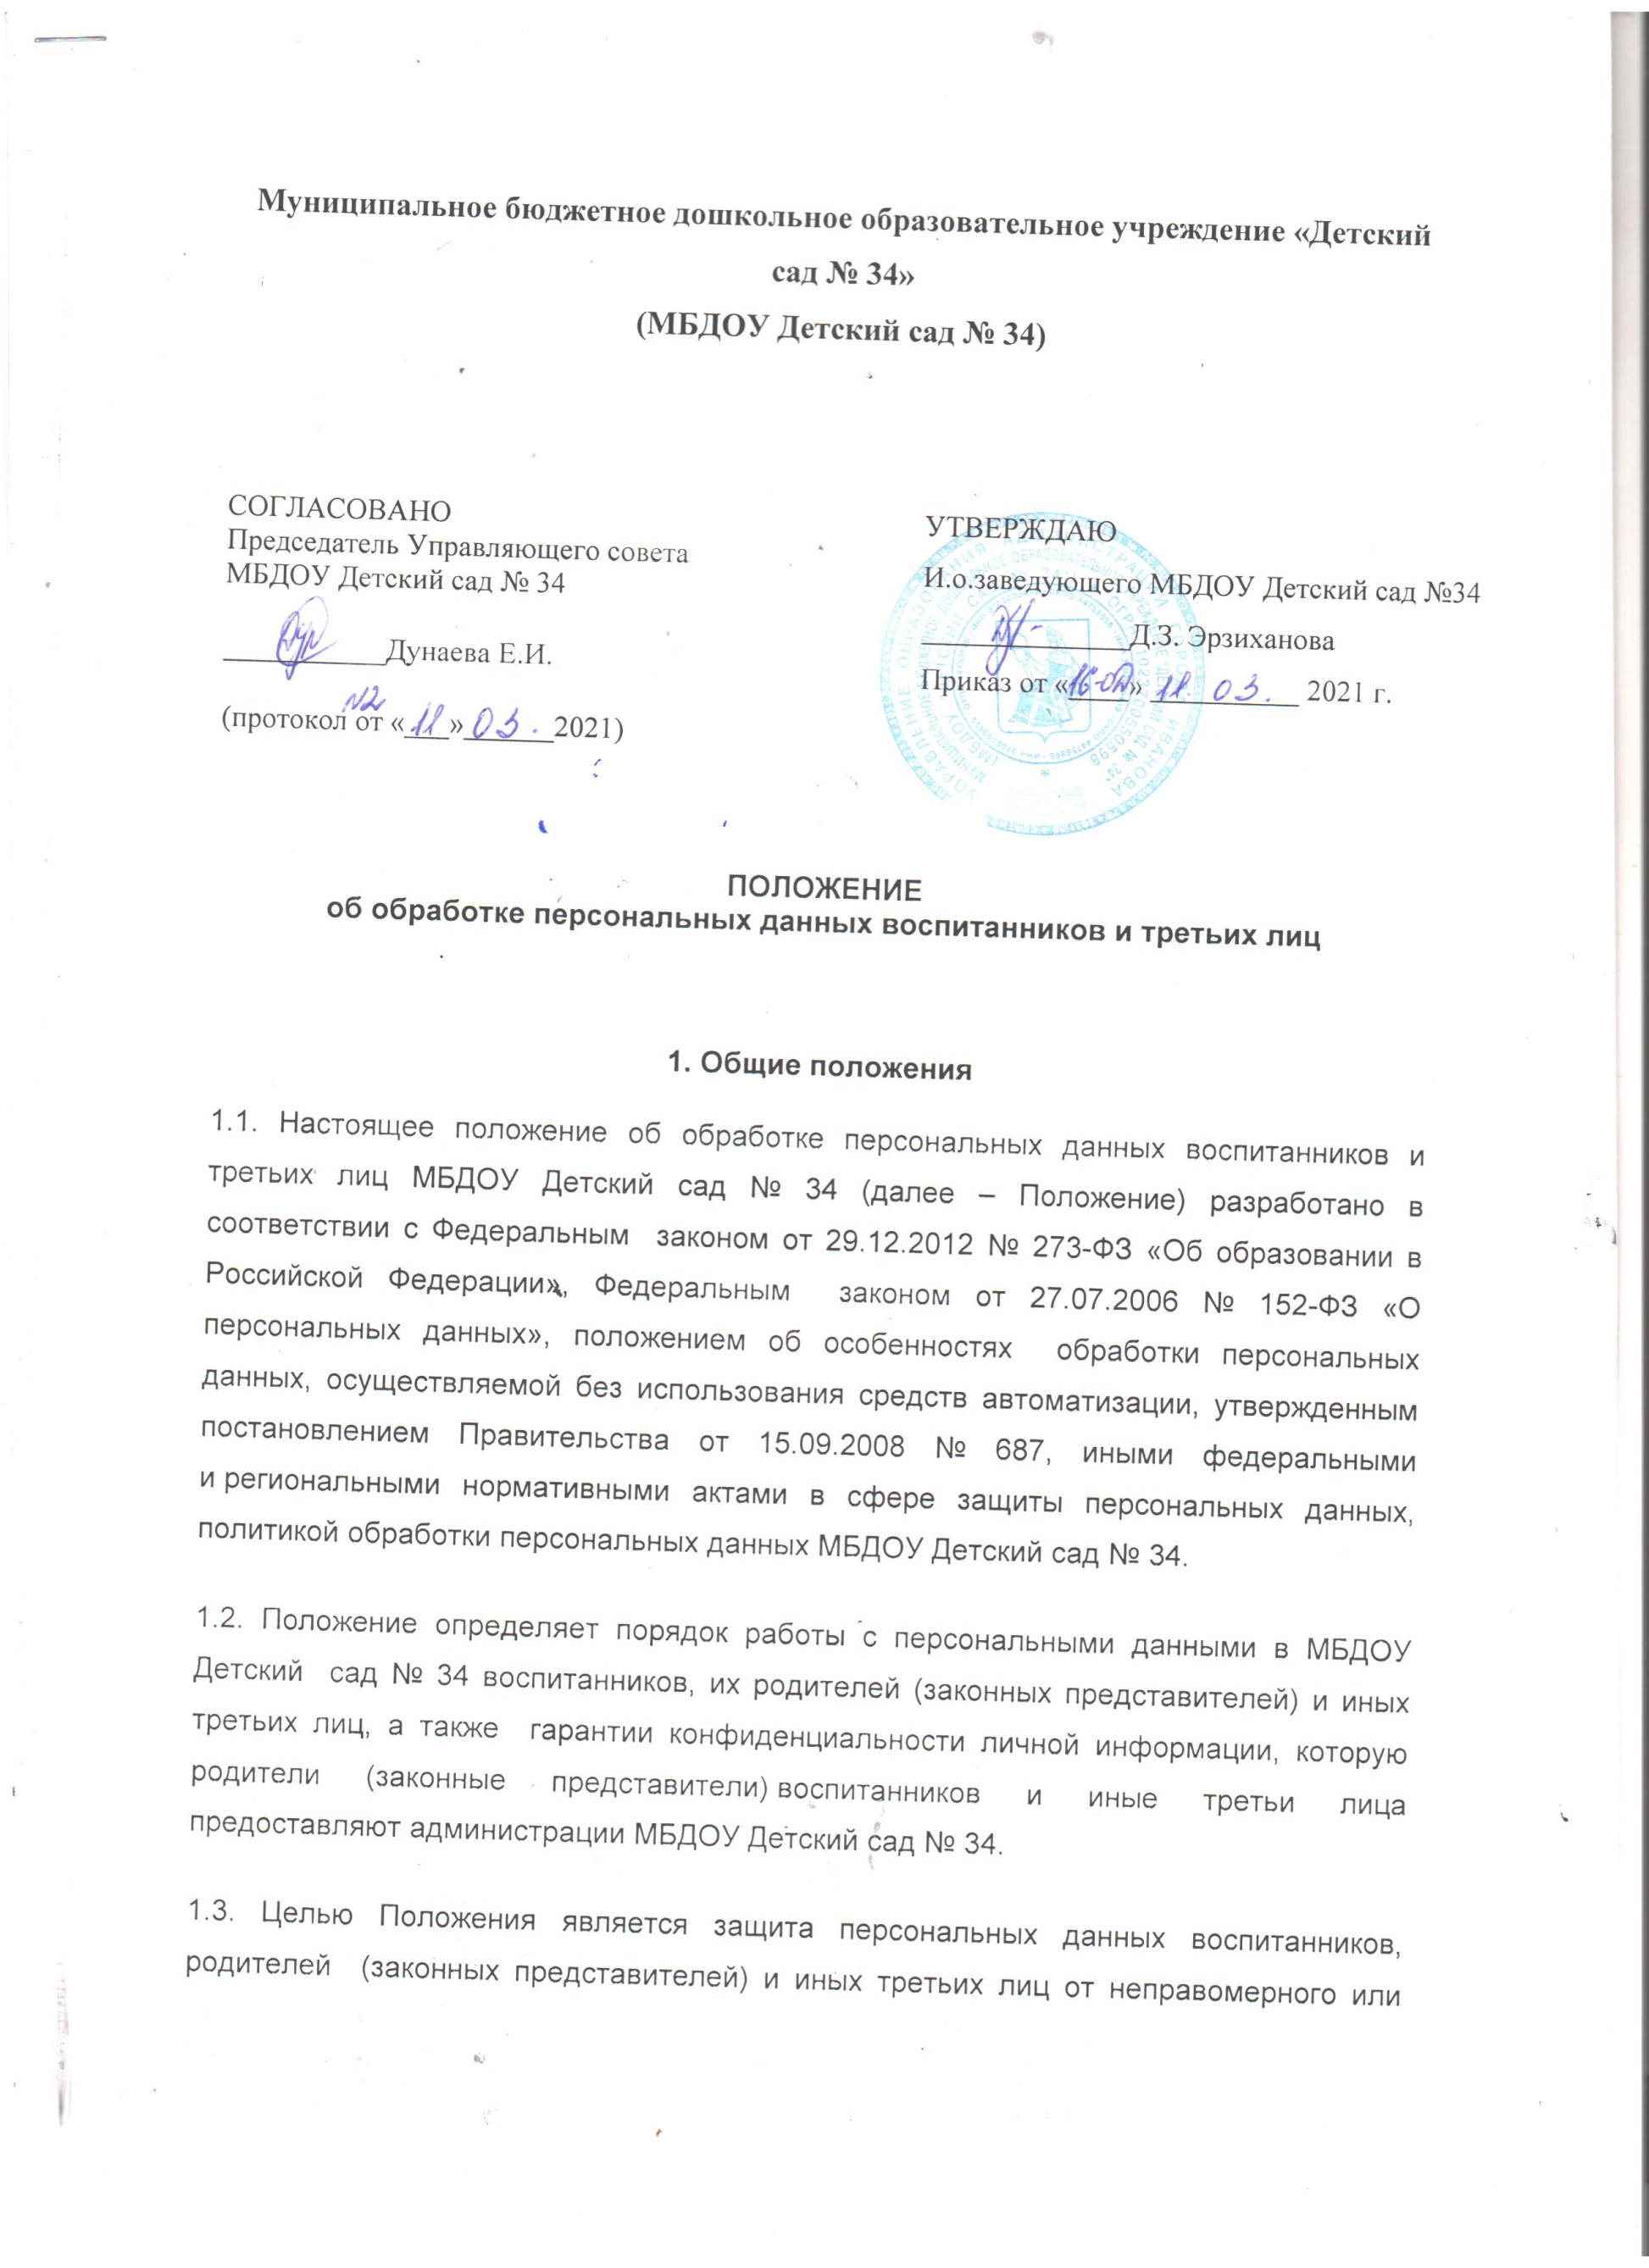 Муниципальное бюджетное дошкольное образовательное учреждение «Детский
сад № 34»
(МБДОУ Детский сад № 34)
СОГЛАСОВАНО
Председатель Управляющего совета
МБДОУ Детский сад № 34
Дунаева Е.И.
№2
(протокол от «11» 03. 2021)
УТВЕРЖДАЮ
И.о.заведующего МБДОУ Детский сад №34
Д.З. Эрзиханова
Приказ от «16-ОД» 11. 03. 2021 г.
ПОЛОЖЕНИЕ
об обработке персональных данных воспитанников и третьих лиц
1. Общие положения
1.1. Настоящее положение об обработке персональных данных воспитанников и
третьих лиц МБДОУ Детский сад № 34 (далее – Положение) разработано в
соответствии с Федеральным законом от 29.12.2012 № 273-ФЗ «Об образовании в
Российской Федерации», Федеральным законом от 27.07.2006 № 152-ФЗ «О
персональных данных», положением об особенностях обработки персональных
данных, осуществляемой без использования средств автоматизации, утвержденным
постановлением Правительства от 15.09.2008 № 687, иными федеральными
и региональными нормативными актами в сфере защиты персональных данных,
политикой обработки персональных данных МБДОУ Детский сад № 34.
1.2. Положение определяет порядок работы с персональными данными в МБДОУ
Детский сад № 34 воспитанников, их родителей (законных представителей) и иных
третьих лиц, а также гарантии конфиденциальности личной информации, которую
родители (законные представители) воспитанников и иные третьи лица
предоставляют администрации МБДОУ Детский сад № 34.
1.3. Целью Положения является защита персональных данных воспитанников,
родителей (законных представителей) и иных третьих лиц от неправомерного или